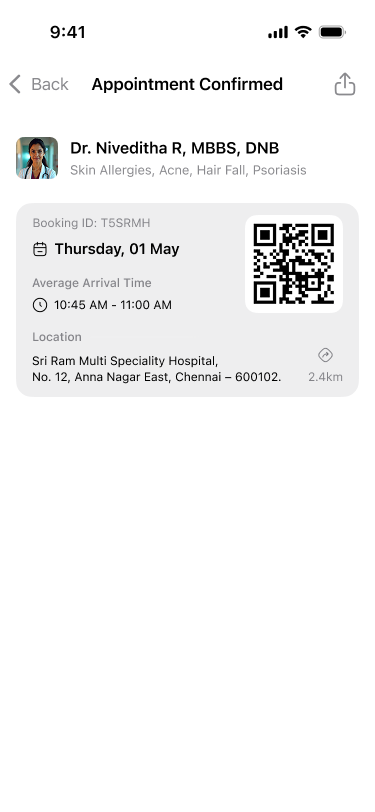 9:41
Back
Appointment Confirmed
Dr. Niveditha R, MBBS, DNB
Skin Allergies, Acne, Hair Fall, Psoriasis
Booking ID: T5SRMH
Thursday, 01 May
Average Arrival Time
10:45 AM - 11:00 AM
Location
Sri Ram Multi Speciality Hospital,
No. 12, Anna Nagar East, Chennai – 600102.
2.4km